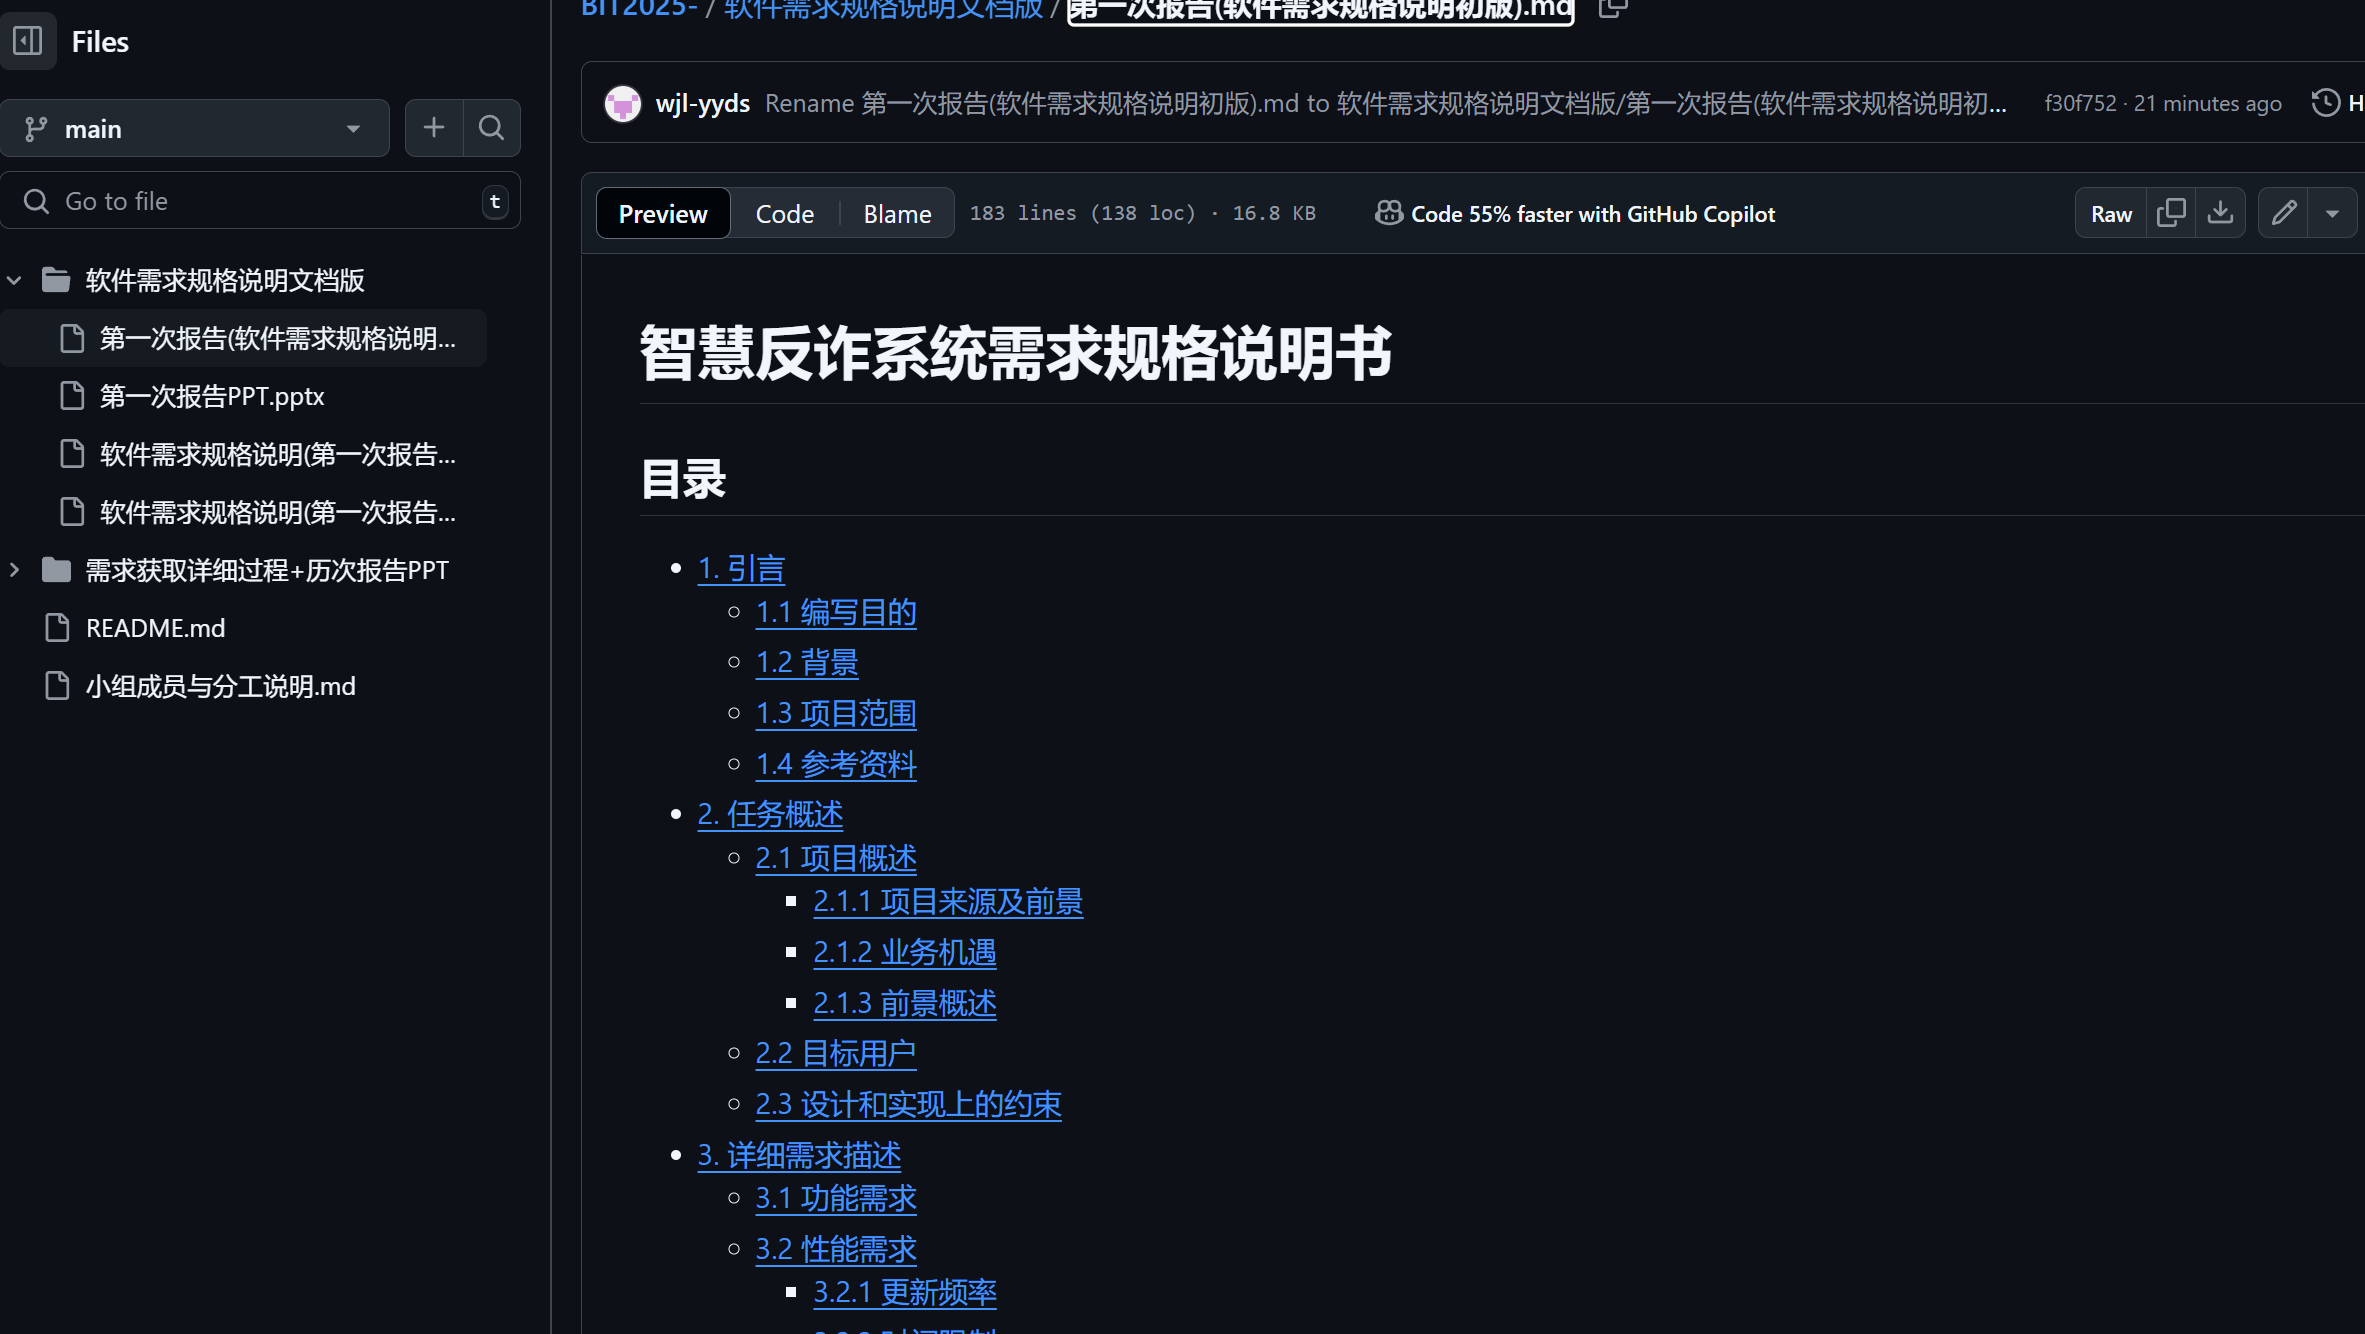 Files
main
Go to file
t
软件需求规格说明文档版
第一次报告(软件需求规格说明...
第一次报告PPT.pptx
软件需求规格说明(第一次报告...
软件需求规格说明(第一次报告...
需求获取详细过程+历次报告PPT
README.md
小组成员与分工说明.md
BIT2025- / 软件需求规格说明文档版 / 第一次报告(软件需求规格说明初版).md
wjl-yyds Rename 第一次报告(软件需求规格说明初版).md to 软件需求规格说明文档版/第一次报告(软件需求规格说明初... f30f752 · 21 minutes ago H
Preview Code Blame 183 lines (138 loc) · 16.8 KB Code 55% faster with GitHub Copilot Raw
智慧反诈系统需求规格说明书
目录
1. 引言
1.1 编写目的
1.2 背景
1.3 项目范围
1.4 参考资料
2. 任务概述
2.1 项目概述
2.1.1 项目来源及前景
2.1.2 业务机遇
2.1.3 前景概述
2.2 目标用户
2.3 设计和实现上的约束
3. 详细需求描述
3.1 功能需求
3.2 性能需求
3.2.1 更新频率